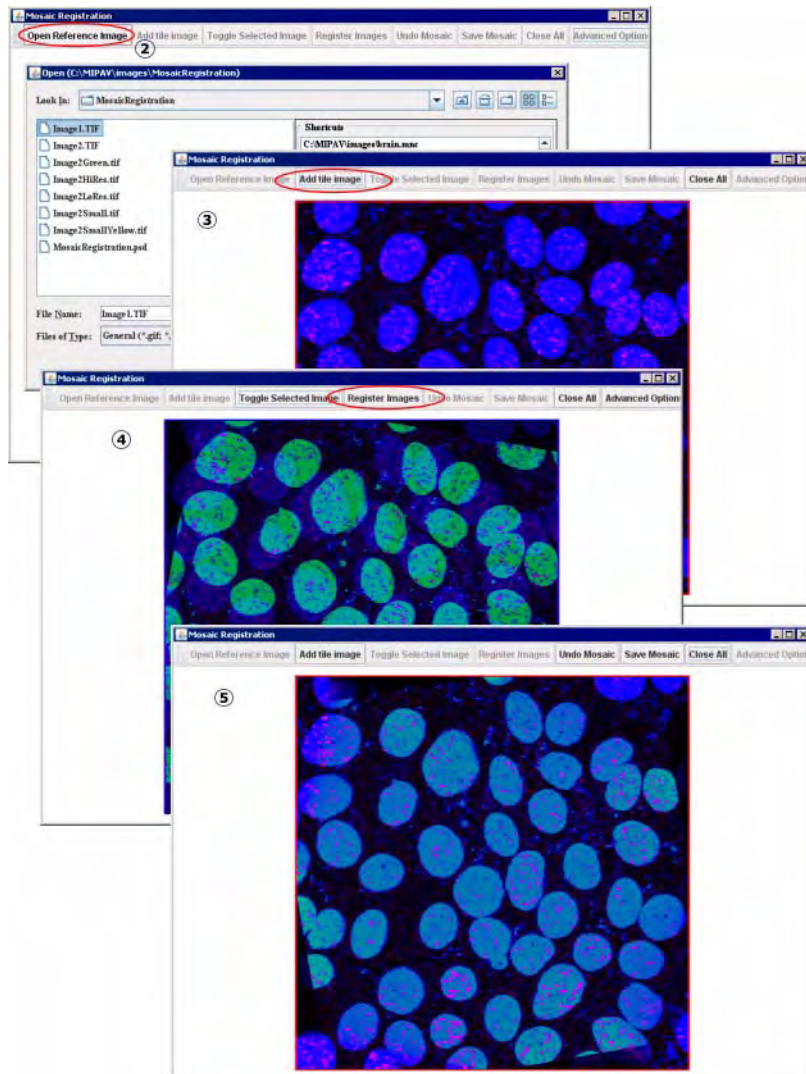 Mosaic Registration
Open Reference Image Add tile image Toggle Selected Image Register Images Undo Mosaic Save Mosaic Close All Advanced Option
②
Open (C:\MIPAV\images\MosaicRegistration)
Look In: MosaicRegistration
Image1.TIF
Image2.TIF
Image2Green.tif
Image2HiRes.tif
Image2LoRes.tif
Image2Small.tif
Image2SmallYellow.tif
MosaicRegistration.psd
Shortcuts
C:\MIPAV\images\brain.mnc
File Name: Image1.TIF
Files of Type: General (*.gif; *.
Mosaic Registration
Open Reference Image Add tile image Toggle Selected Image Register Images Undo Mosaic Save Mosaic Close All Advanced Option
③
Mosaic Registration
Open Reference Image Add tile image Toggle Selected Image Register Images Undo Mosaic Save Mosaic Close All Advanced Option
④
Mosaic Registration
Open Reference Image Add tile image Toggle Selected Image Register Images Undo Mosaic Save Mosaic Close All Advanced Option
⑤